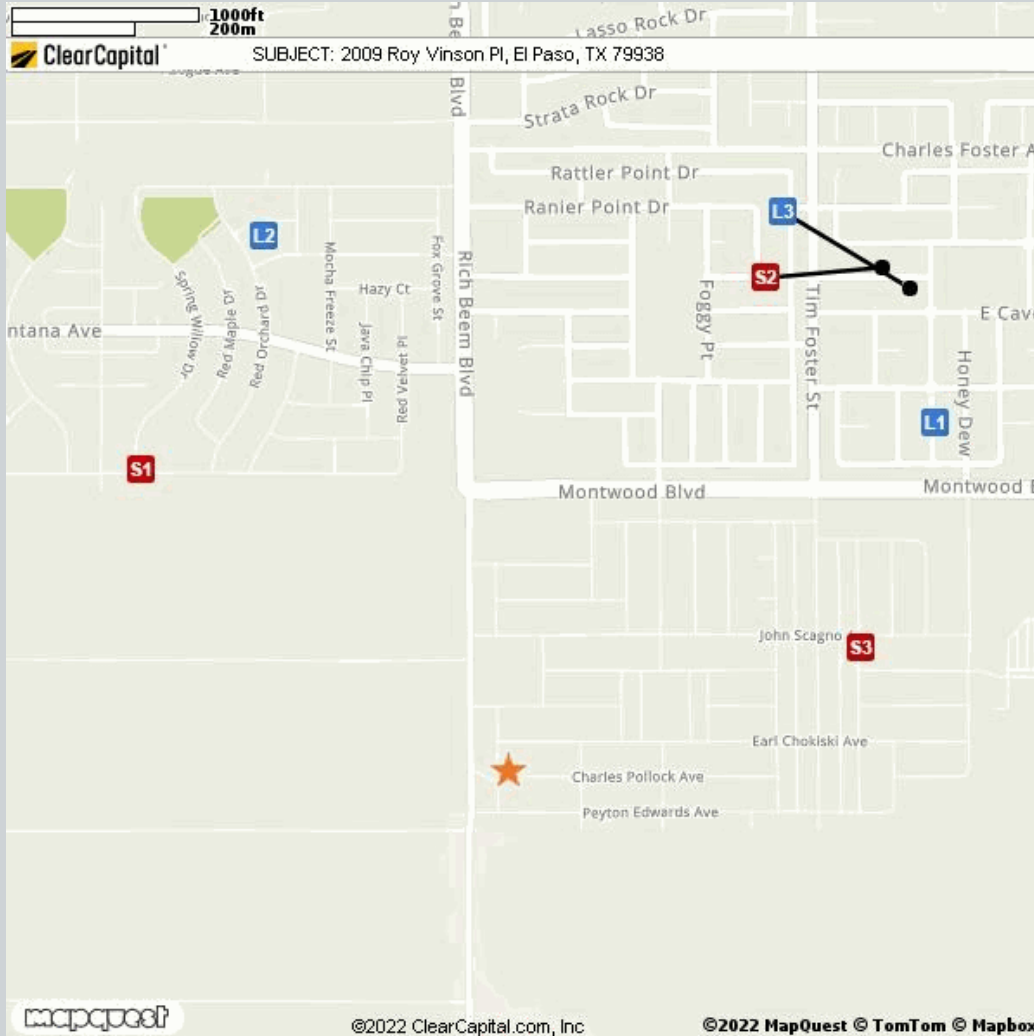 1000ft
200m
ClearCapital
SUBJECT: 2009 Roy Vinson Pl, El Paso, TX 79938
Lasso Rock Dr
Blvd
Strata Rock Dr
Charles Foster A
Rattler Point Dr
Ranier Point Dr
L3
L2
S2
Fox Grove St
Mocha Freeze St
Hazy Ct
Rich Beem Blvd
Spring Willow Dr
Red Maple Dr
Red Orchard Dr
Foggy Pt
Tim Foster St
E Cav
ntana Ave
Java Chip Pl
Red Velvet Pl
Honey Dew
L1
S1
Montwood Blvd
Montwood B
John Scagno
S3
Earl Chokiski Ave
Charles Pollock Ave
Peyton Edwards Ave
mapquest
©2022 ClearCapital.com, Inc
©2022 MapQuest © TomTom © Mapbox